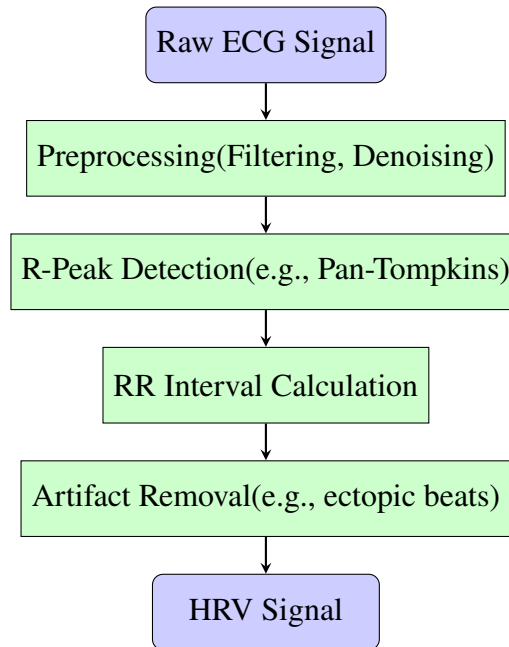 Raw ECG Signal
Preprocessing(Filtering, Denoising)
R-Peak Detection(e.g., Pan-Tompkins)
RR Interval Calculation
Artifact Removal(e.g., ectopic beats)
HRV Signal